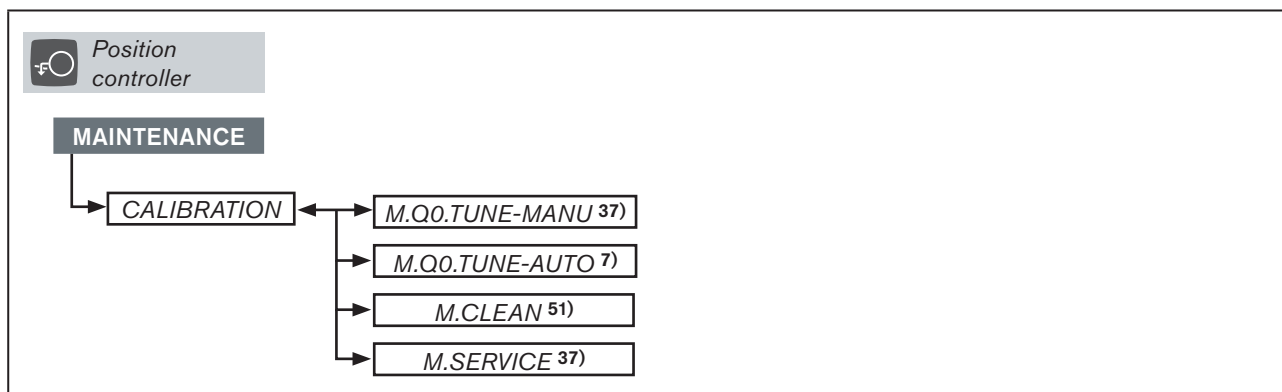 Position
controller
MAINTENANCE
CALIBRATION
M.Q0.TUNE-MANU 37)
M.Q0.TUNE-AUTO 7)
M.CLEAN 51)
M.SERVICE 37)